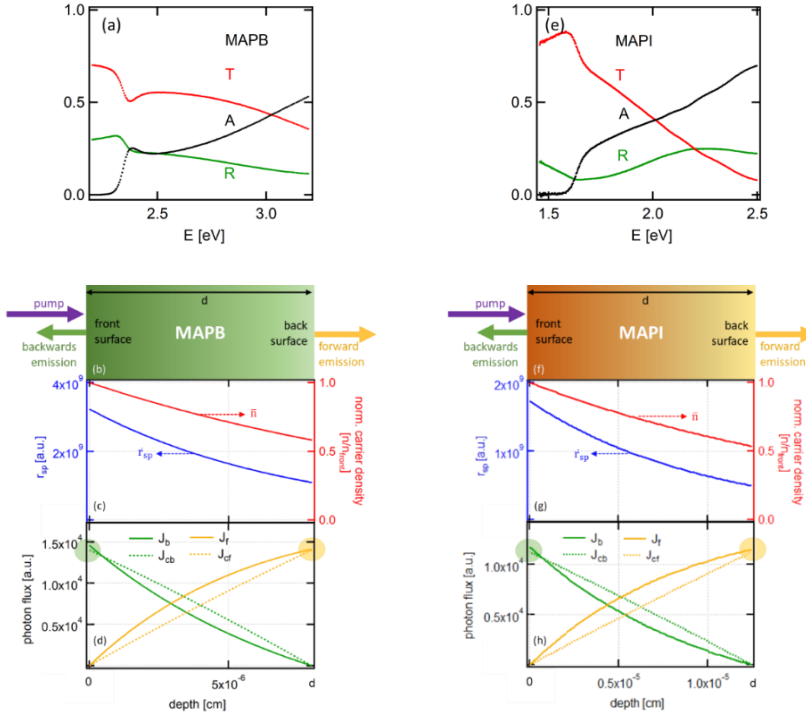 (a)
MAPB
T
A
R
1.0
0.5
0.0
2.5
3.0
E [eV]
(e)
MAPI
T
A
R
1.0
0.5
0.0
1.5
2.0
2.5
E [eV]
d
pump
front
surface
MAPB
back
surface
backwards
emission
forward
emission
(b)
d
pump
front
surface
MAPI
back
surface
backwards
emission
forward
emission
(f)
4x10⁹
2x10⁹
0
r_sp [a.u.]
n̄
r_sp
(c)
1.0
0.5
0.0
norm. carrier density
[n/n_front]
2x10⁹
1x10⁹
0
r_sp [a.u.]
n̄
r_sp
(g)
1.0
0.5
0.0
norm. carrier density
[n/n_front]
1.5x10⁴
1.0x10⁴
0.5x10⁴
photon flux [a.u.]
J_b
J_f
J_cb
J_cf
(d)
0
5x10⁻⁶
d
depth [cm]
1.0x10⁴
0.5x10⁴
photon flux [a.u.]
J_b
J_f
J_cb
J_cf
(h)
0
0.5x10⁻⁵
1.0x10⁻⁵
d
depth [cm]